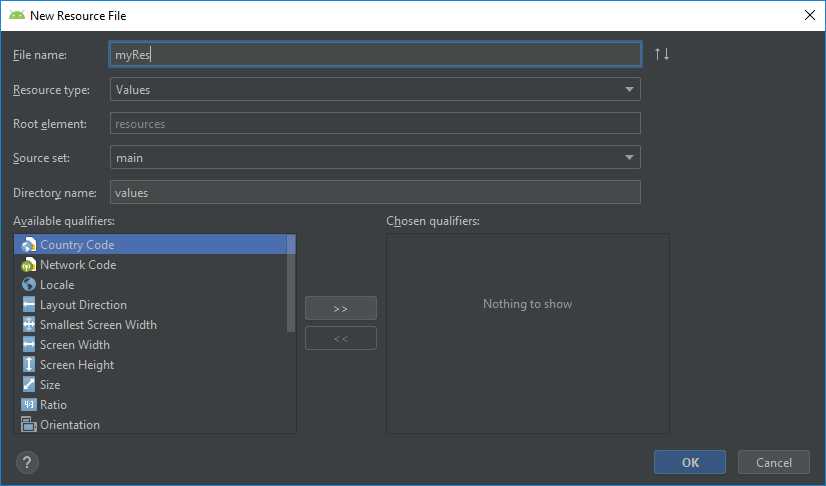 New Resource File
File name: myRes
Resource type: Values
Root element: resources
Source set: main
Directory name: values
Available qualifiers: Chosen qualifiers:
Country Code
Network Code
Locale
Layout Direction
Smallest Screen Width
Screen Width
Screen Height
Size
4:3 Ratio
Orientation
>>
<<
Nothing to show
? OK Cancel